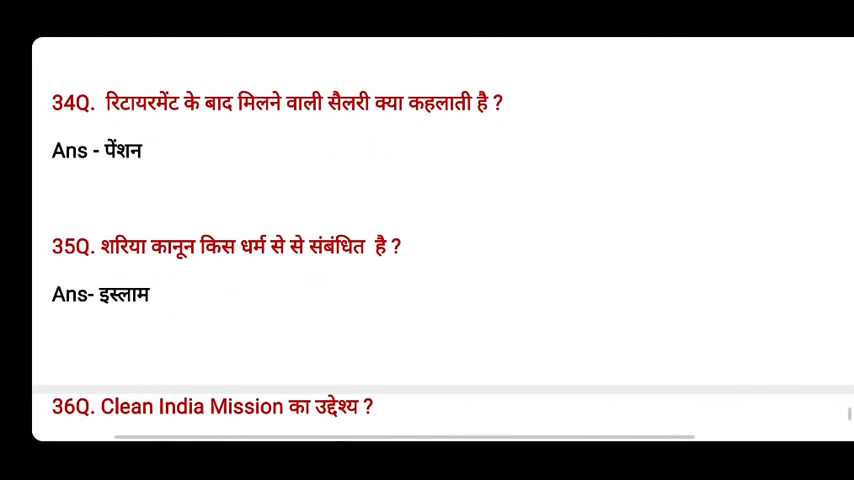 34Q. रिटायरमेंट के बाद मिलने वाली सैलरी क्या कहलाती है ?
Ans - पेंशन
35Q. शरिया कानून किस धर्म से से संबंधित है ?
Ans- इस्लाम
36Q. Clean India Mission का उद्देश्य ?